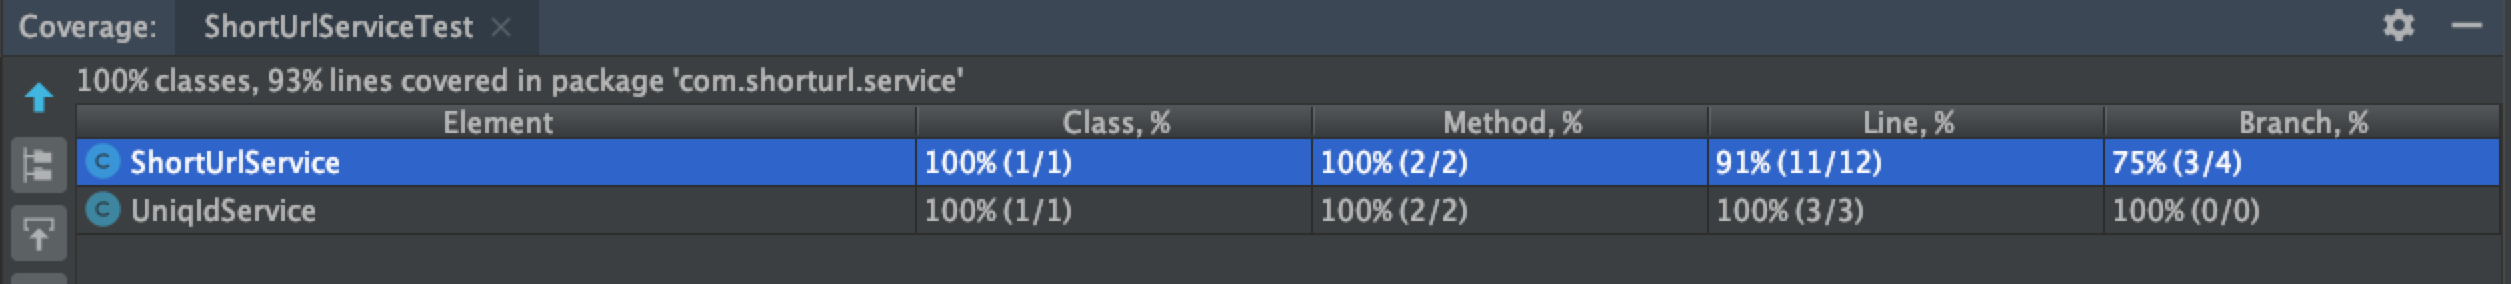 Coverage: ShortUrlServiceTest
100% classes, 93% lines covered in package 'com.shorturl.service'
Element Class, % Method, % Line, % Branch, %
C ShortUrlService 100% (1/1) 100% (2/2) 91% (11/12) 75% (3/4)
C UniqIdService 100% (1/1) 100% (2/2) 100% (3/3) 100% (0/0)